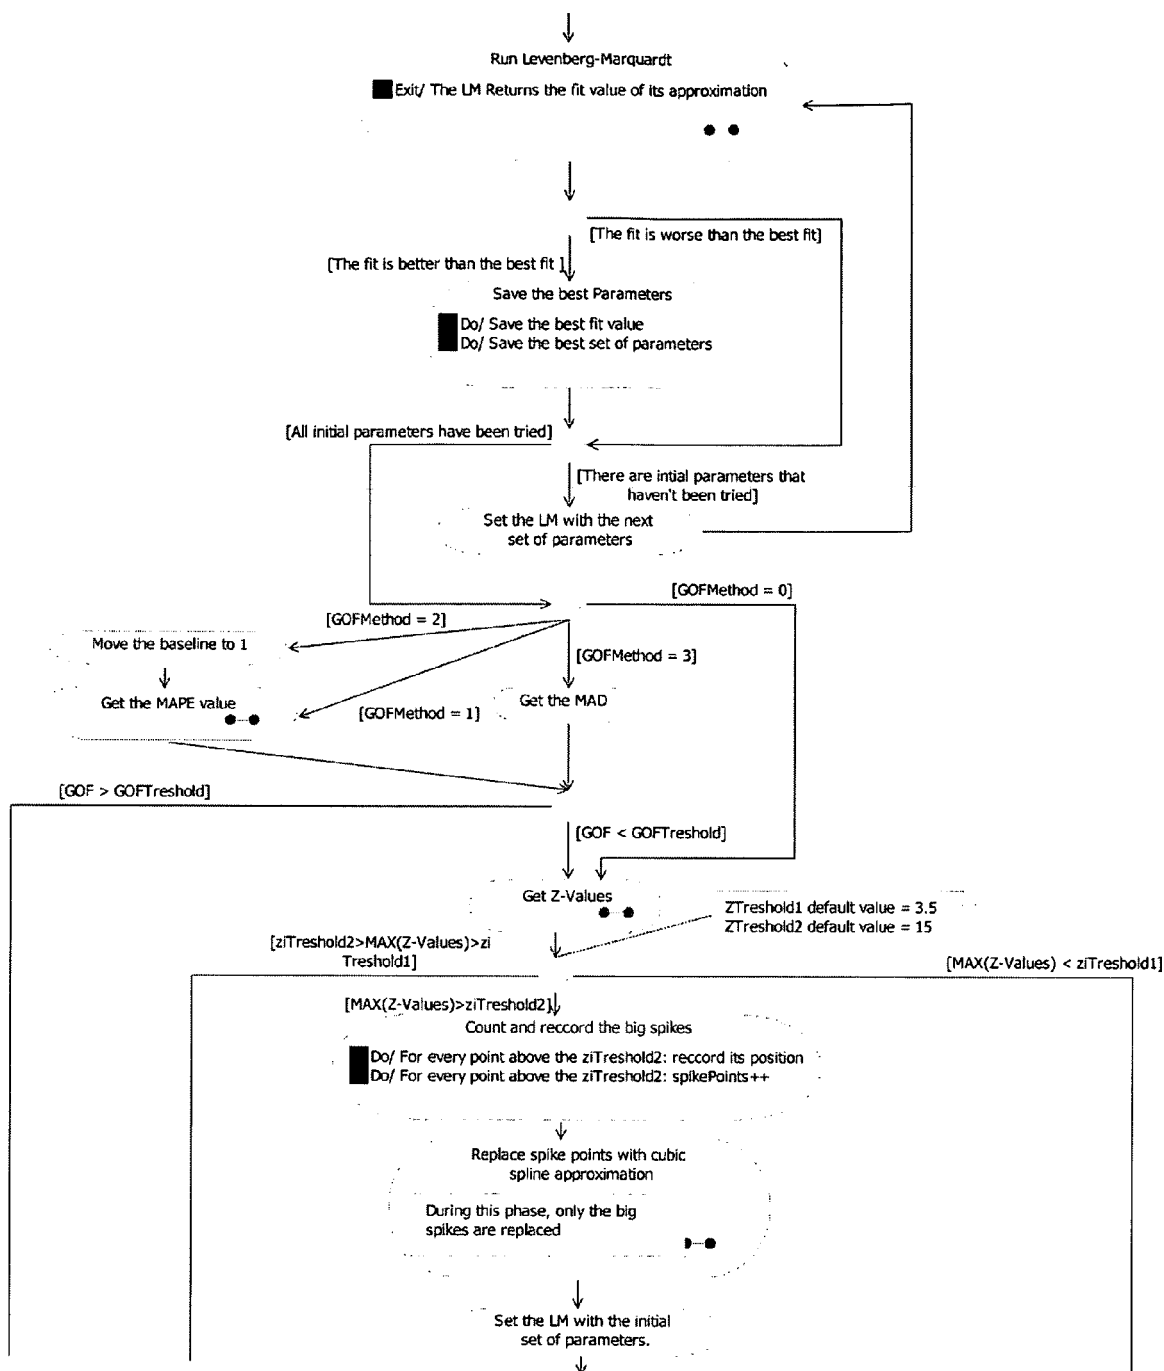 Run Levenberg-Marquardt
Exit/ The LM Returns the fit value of its approximation
[The fit is worse than the best fit]
[The fit is better than the best fit ]
Save the best Parameters
Do/ Save the best fit value
Do/ Save the best set of parameters
[All initial parameters have been tried]
[There are intial parameters that
haven't been tried]
Set the LM with the next
set of parameters
[GOFMethod = 0]
[GOFMethod = 2]
Move the baseline to 1
[GOFMethod = 3]
Get the MAPE value
Get the MAD
[GOFMethod = 1]
[GOF > GOFTreshold]
[GOF < GOFTreshold]
Get Z-Values
ZTreshold1 default value = 3.5
ZTreshold2 default value = 15
[ziTreshold2>MAX(Z-Values)>zi
Treshold1]
[MAX(Z-Values) < ziTreshold1]
[MAX(Z-Values)>ziTreshold2]
Count and reccord the big spikes
Do/ For every point above the ziTreshold2: reccord its position
Do/ For every point above the ziTreshold2: spikePoints++
Replace spike points with cubic
spline approximation
During this phase, only the big
spikes are replaced
Set the LM with the initial
set of parameters.